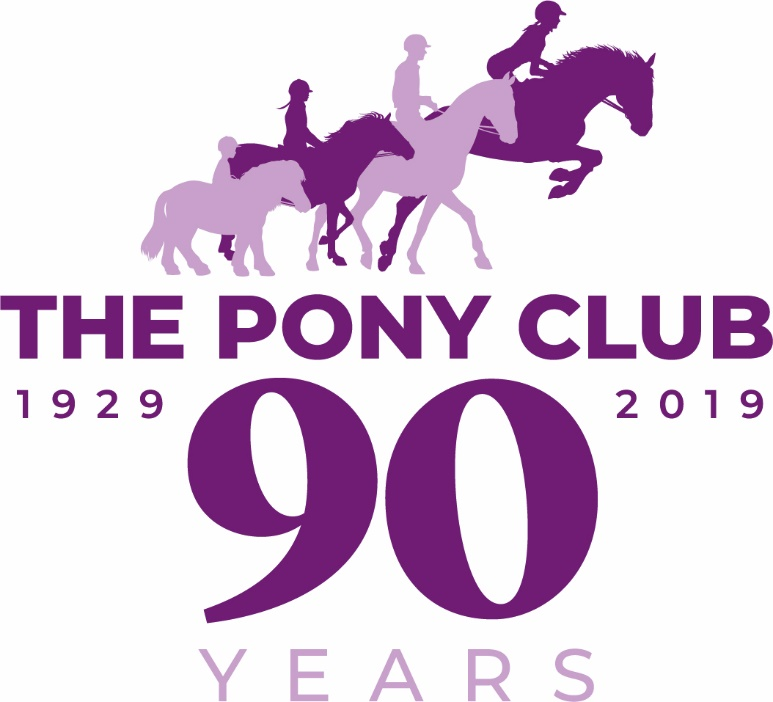 THE PONY CLUB
1929 90 2019
YEARS